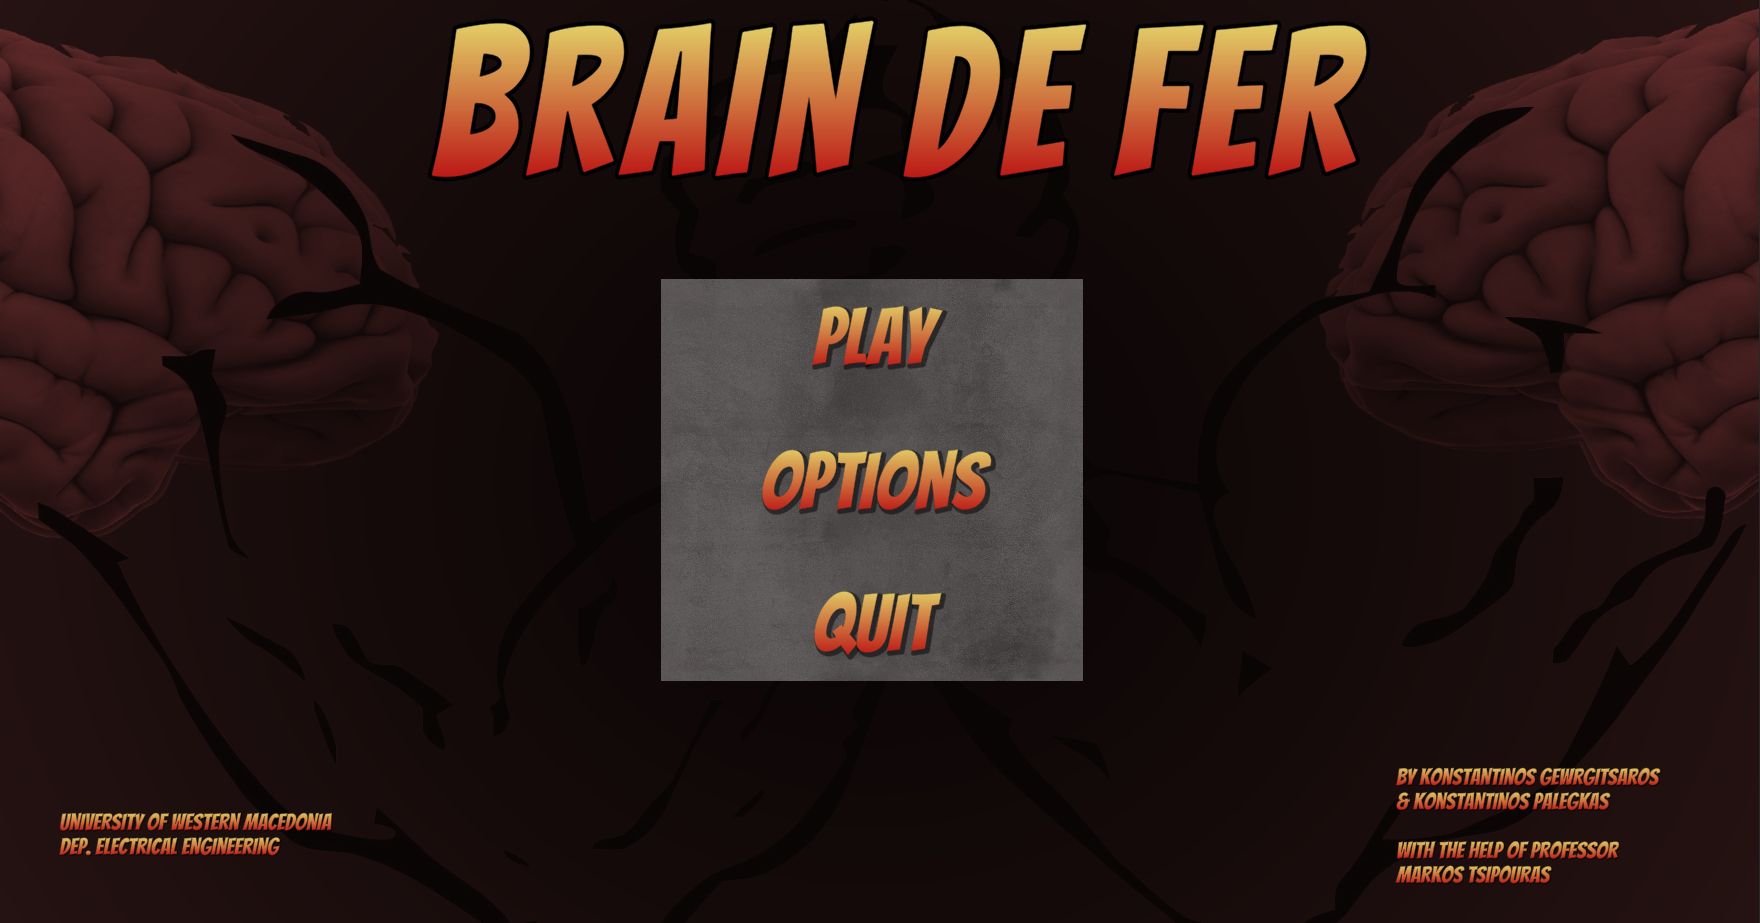 BRAIN DE FER
PLAY
OPTIONS
QUIT
UNIVERSITY OF WESTERN MACEDONIA
DEP. ELECTRICAL ENGINEERING
BY KONSTANTINOS GEWRGITSAROS
& KONSTANTINOS PALEGKAS
WITH THE HELP OF PROFESSOR
MARKOS TSIPOURAS